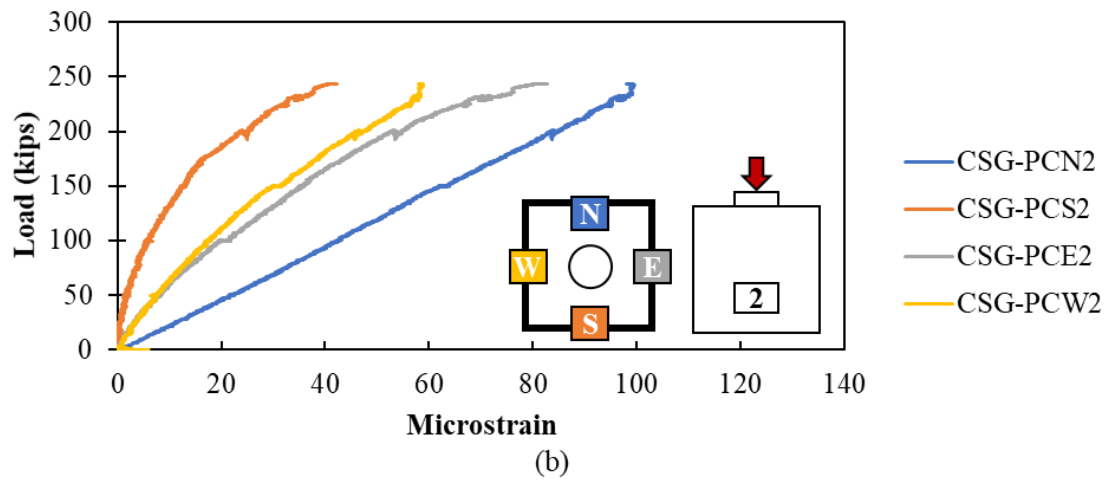 Load (kips)
300
250
200
150
100
50
0
0 20 40 60 80 100 120 140
Microstrain
N
W E
S
2
CSG-PCN2
CSG-PCS2
CSG-PCE2
CSG-PCW2
(b)